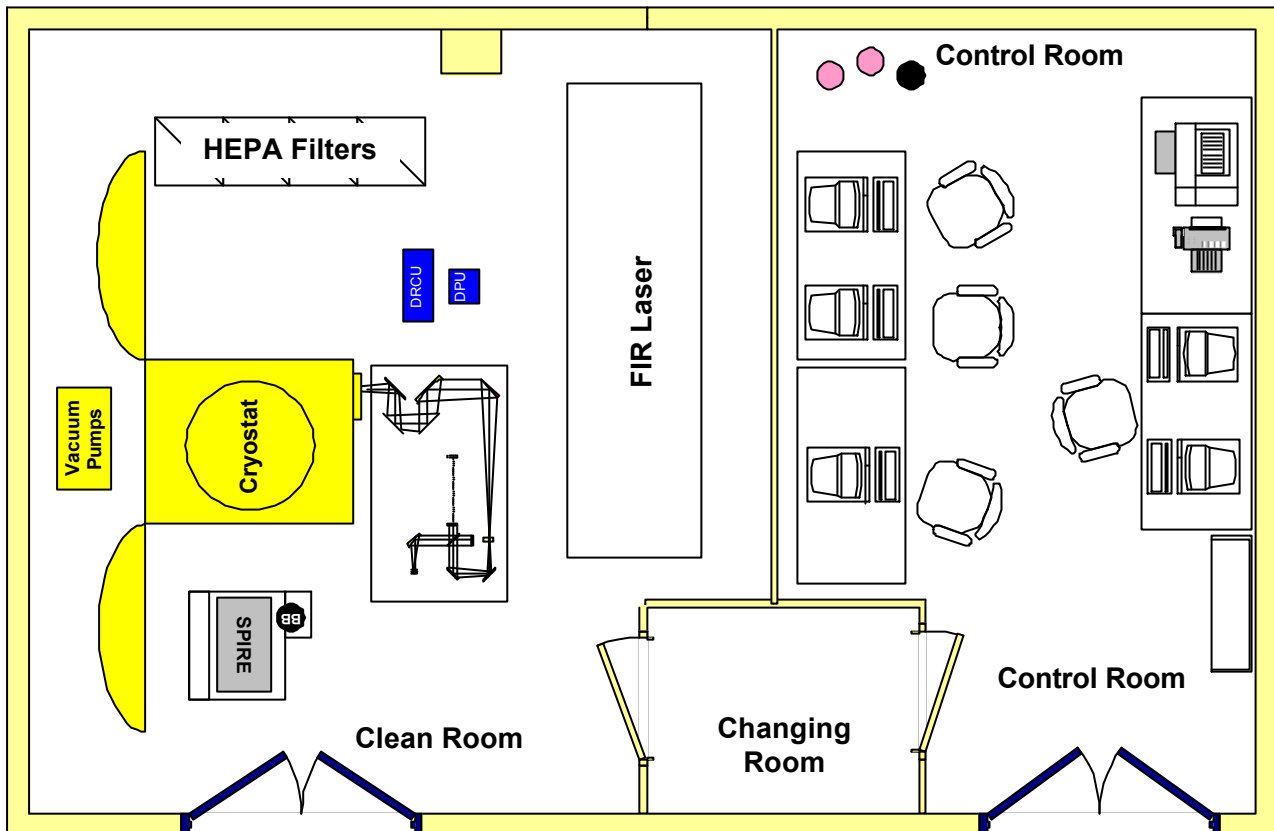 Control Room
HEPA Filters
DRCU
DPU
FIR Laser
Vacuum
Pumps
Cryostat
SPIRE
BB
Control Room
Clean Room
Changing
Room